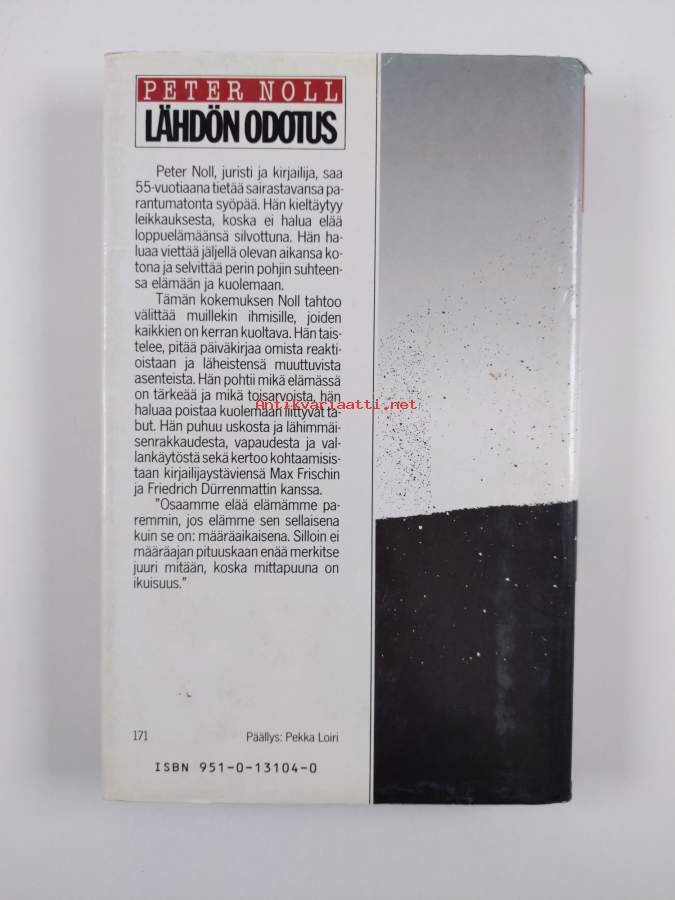 PETER NOLL
LÄHDÖN ODOTUS
Peter Noll, juristi ja kirjailija, saa
55-vuotiaana tietää sairastavansa pa-
rantumatonta syöpää. Hän kieltäytyy
leikkauksesta, koska ei halua elää
loppuelämäänsä silvottuna. Hän ha-
luaa viettää jäljellä olevan aikansa ko-
tona ja selvittää perin pohjin suhteen-
sa elämään ja kuolemaan.
Tämän kokemuksen Noll tahtoo
välittää muillekin ihmisille, joiden
kaikkien on kerran kuoltava. Hän tais-
telee, pitää päiväkirjaa omista reakti-
oistaan ja läheistensä muuttuvista
asenteista. Hän pohtii mikä elämässä
on tärkeää ja mikä toisarvoista, hän
haluaa poistaa kuolemaan liittyvät ta-
but. Hän puhuu uskosta ja lähimmäi-
senrakkaudesta, vapaudesta ja val-
lankäytöstä sekä kertoo kohtaamisis-
taan kirjailijaystäviensä Max Frischin
ja Friedrich Dürrenmattin kanssa.
"Osaamme elää elämämme pa-
remmin, jos elämme sen sellaisena
kuin se on: määräaikaisena. Silloin ei
määräajan pituuskaan enää merkitse
juuri mitään, koska mittapuuna on
ikuisuus."
Antikvariaatti.net
171 Päällys: Pekka Loiri
ISBN 951-0-13104-0